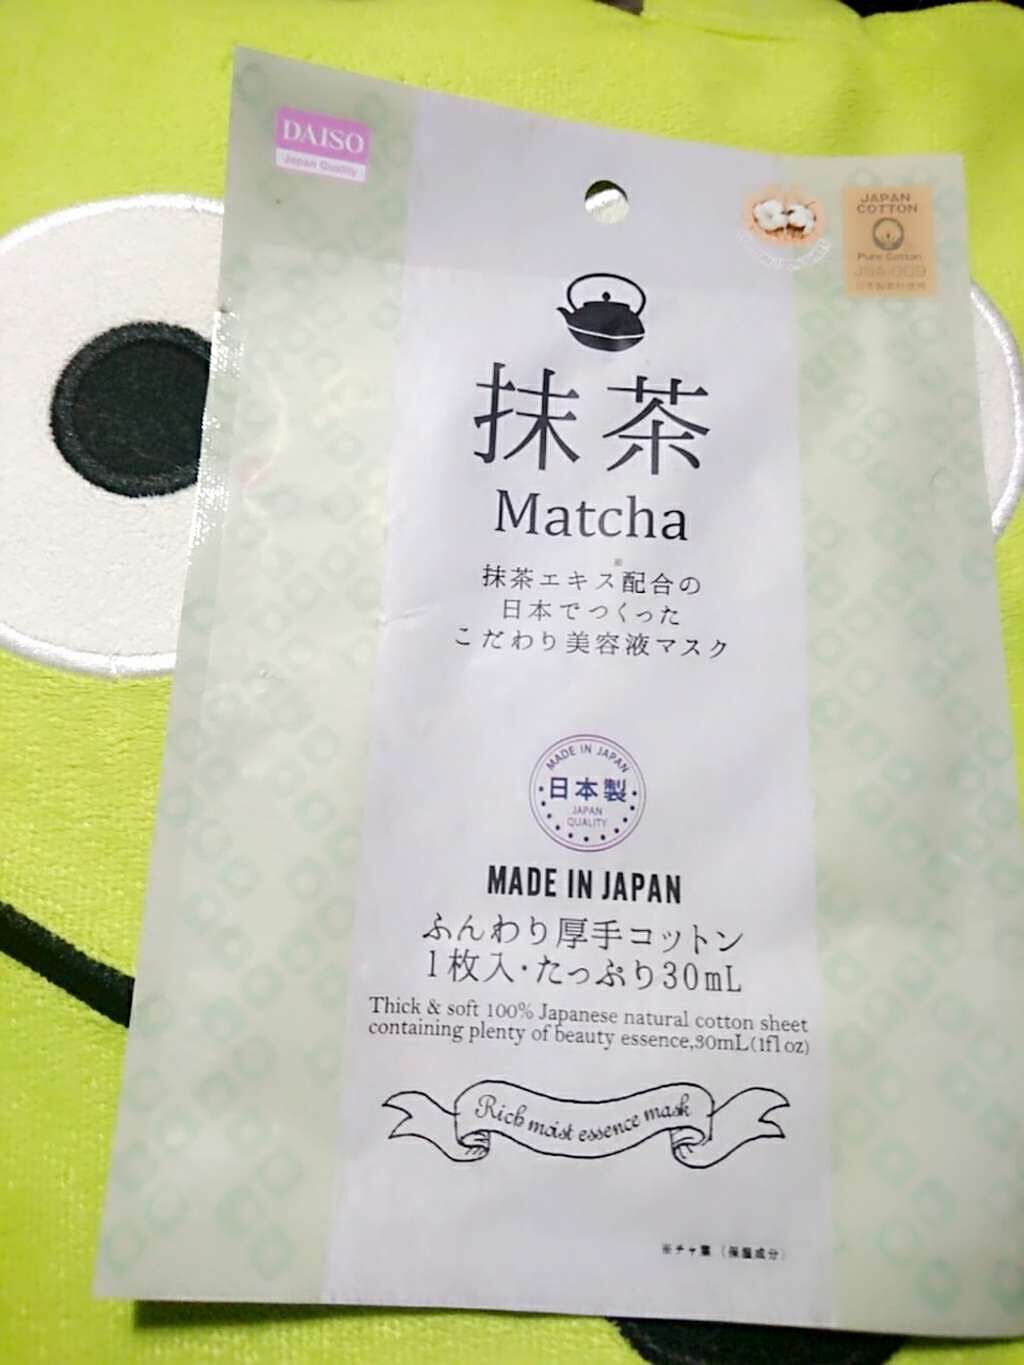 DAISO
Japan Quality
JAPAN
COTTON
Pure Cotton
JSA-009
抹茶
Matcha
抹茶エキス※配合の
日本でつくった
こだわり美容液マスク
MADE IN JAPAN
日本製
JAPAN
QUALITY
MADE IN JAPAN
ふんわり厚手コットン
1枚入・たっぷり30mL
Thick & soft 100% Japanese natural cotton sheet
containing plenty of beauty essence,30mL(1fl oz)
Rich moist essence mask
※チャ葉（保湿成分）